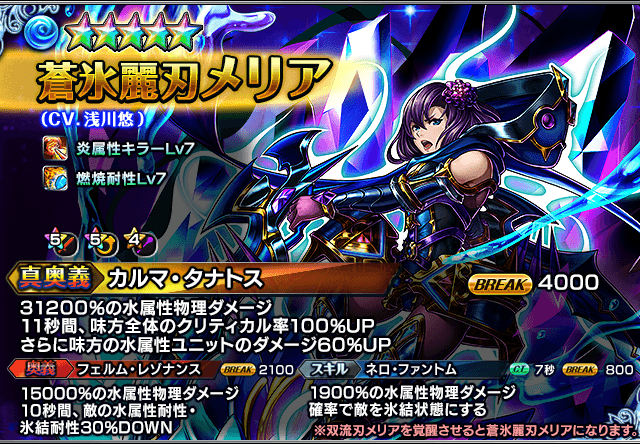 蒼氷麗刃メリア
(CV.浅川悠)
炎属性キラーLv7
燃焼耐性Lv7
5 5 4
真奥義 カルマ・タナトス BREAK 4000
31200%の水属性物理ダメージ
11秒間、味方全体のクリティカル率100%UP
さらに味方の水属性ユニットのダメージ60%UP
奥義 フェルム・レゾナンス BREAK 2100
15000%の水属性物理ダメージ
10秒間、敵の水属性耐性・
氷結耐性30%DOWN
スキル ネロ・ファントム CT 7秒 BREAK 800
1900%の水属性物理ダメージ
確率で敵を氷結状態にする
※双流刃メリアを覚醒させると蒼氷麗刃メリアになります。